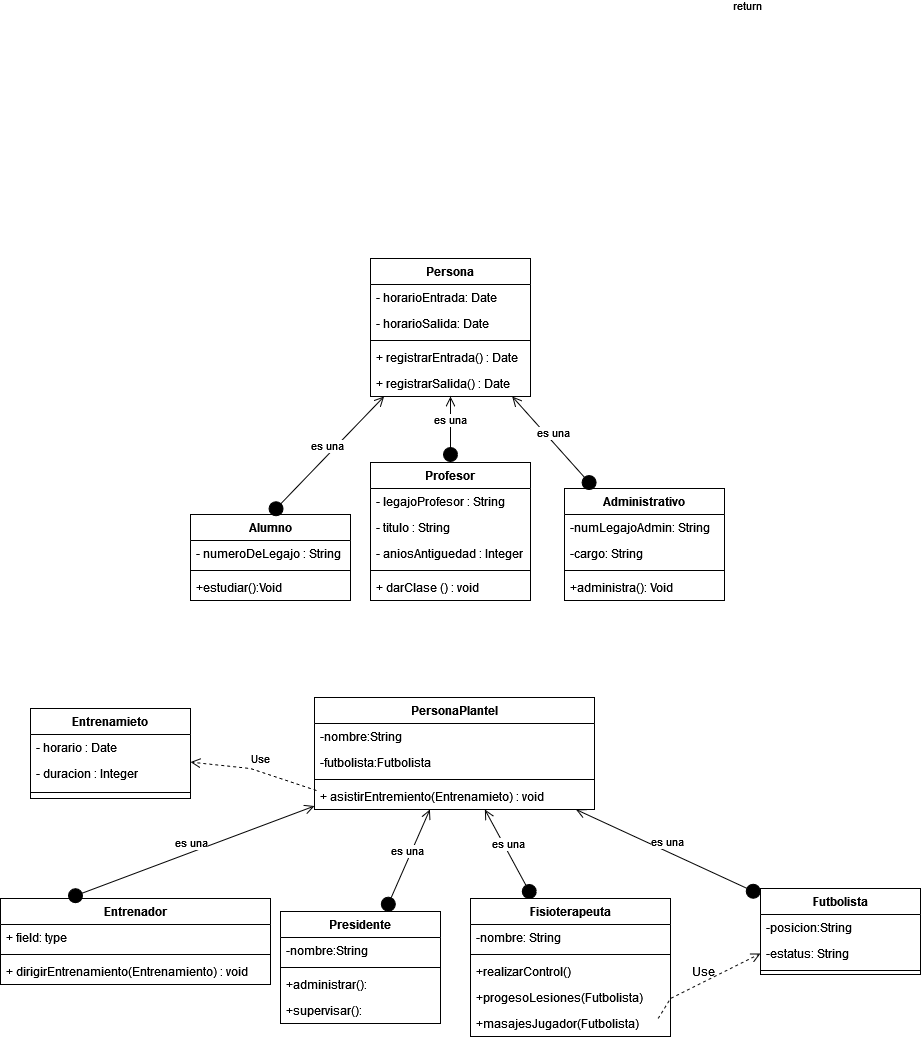 return
Persona
- horarioEntrada: Date
- horarioSalida: Date
+ registrarEntrada() : Date
+ registrarSalida() : Date
es una
es una
es una
Profesor
- legajoProfesor : String
- titulo : String
- aniosAntiguedad : Integer
+ darClase () : void
Administrativo
-numLegajoAdmin: String
-cargo: String
+administra(): Void
Alumno
- numeroDeLegajo : String
+estudiar():Void
PersonaPlantel
-nombre:String
-futbolista:Futbolista
+ asistirEntremiento(Entrenamieto) : void
Entrenamieto
- horario : Date
- duracion : Integer
Use
es una
es una
es una
es una
Entrenador
+ field: type
+ dirigirEntrenamiento(Entrenamiento) : void
Presidente
-nombre:String
+administrar():
+supervisar():
Fisioterapeuta
-nombre: String
+realizarControl()
+progesoLesiones(Futbolista)
+masajesJugador(Futbolista)
Use
Futbolista
-posicion:String
-estatus: String